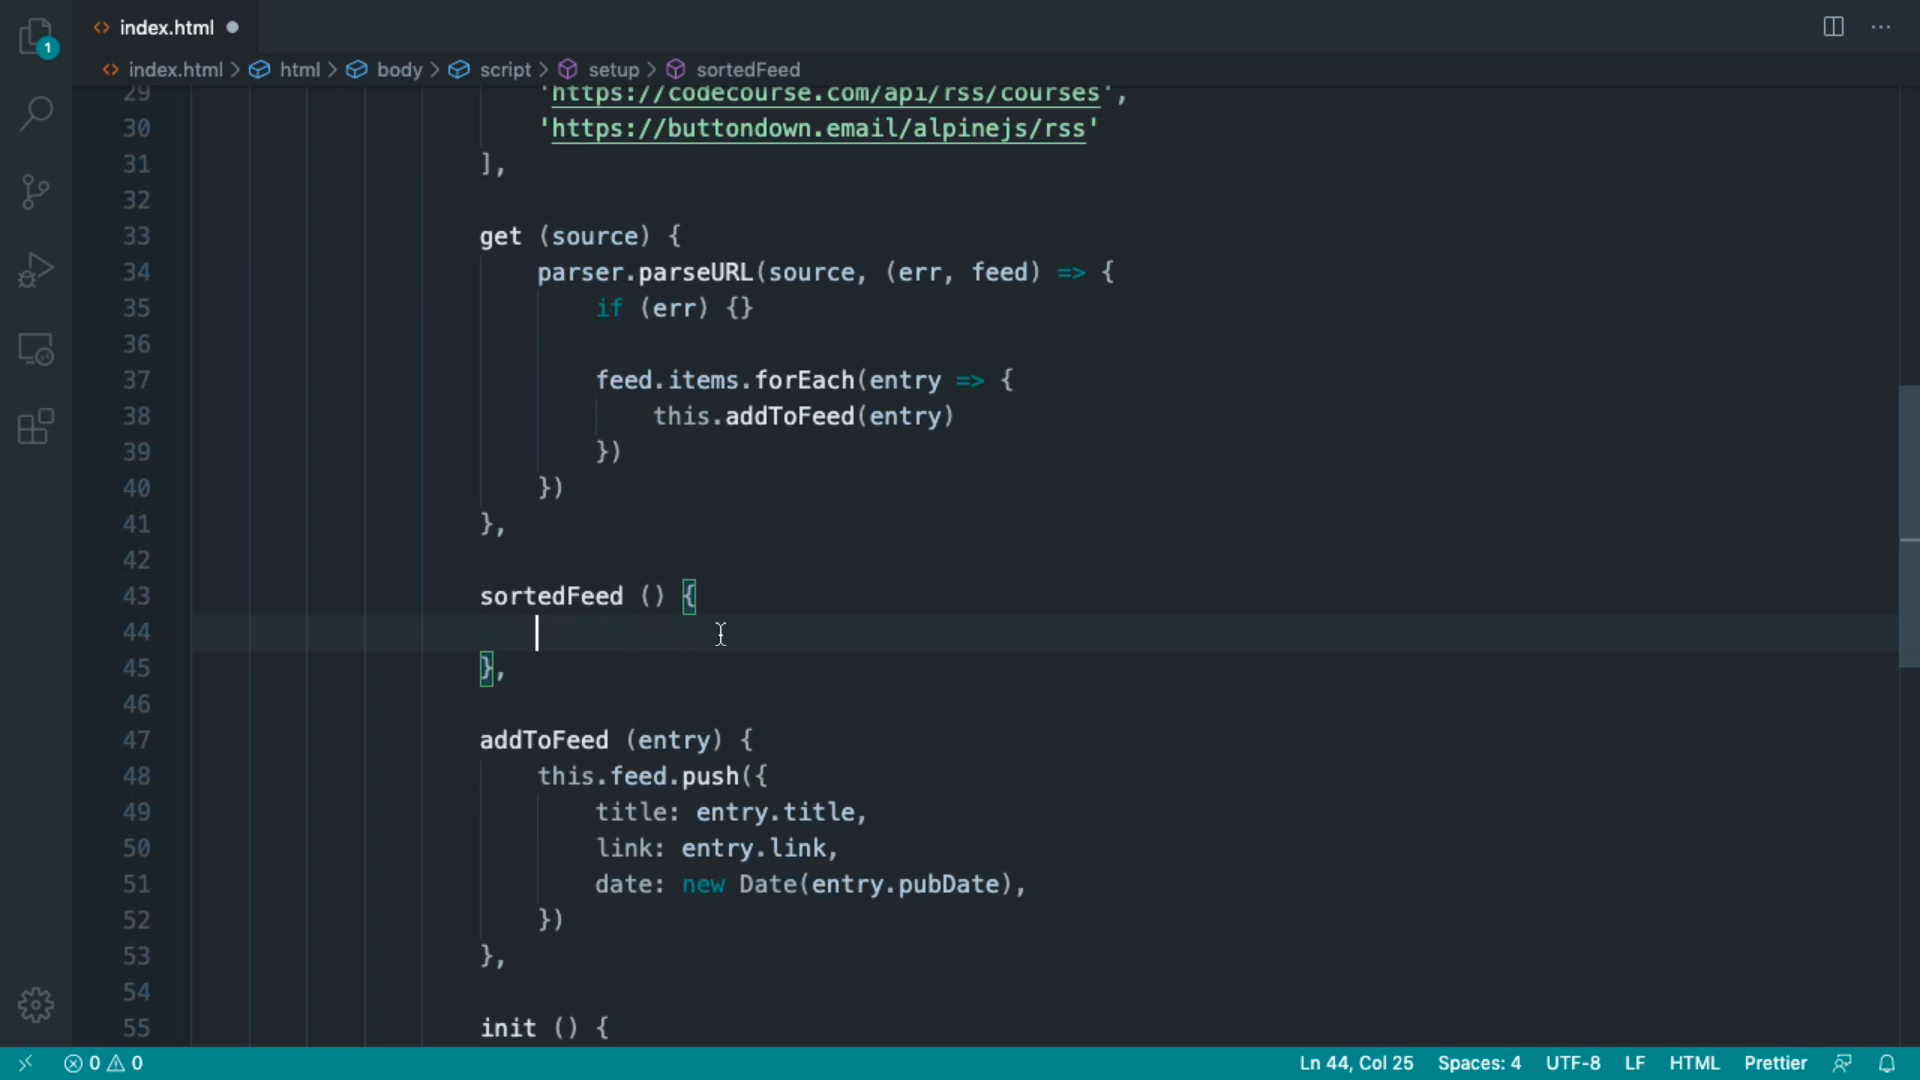 index.html
1
index.html > html > body > script > setup > sortedFeed
29 'https://codecourse.com/api/rss/courses',
30 'https://buttondown.email/alpinejs/rss'
31 ],
32
33 get (source) {
34 parser.parseURL(source, (err, feed) => {
35 if (err) {}
36
37 feed.items.forEach(entry => {
38 this.addToFeed(entry)
39 })
40 })
41 },
42
43 sortedFeed () {
44
45 },
46
47 addToFeed (entry) {
48 this.feed.push({
49 title: entry.title,
50 link: entry.link,
51 date: new Date(entry.pubDate),
52 })
53 },
54
55 init () {
0 0 Ln 44, Col 25 Spaces: 4 UTF-8 LF HTML Prettier